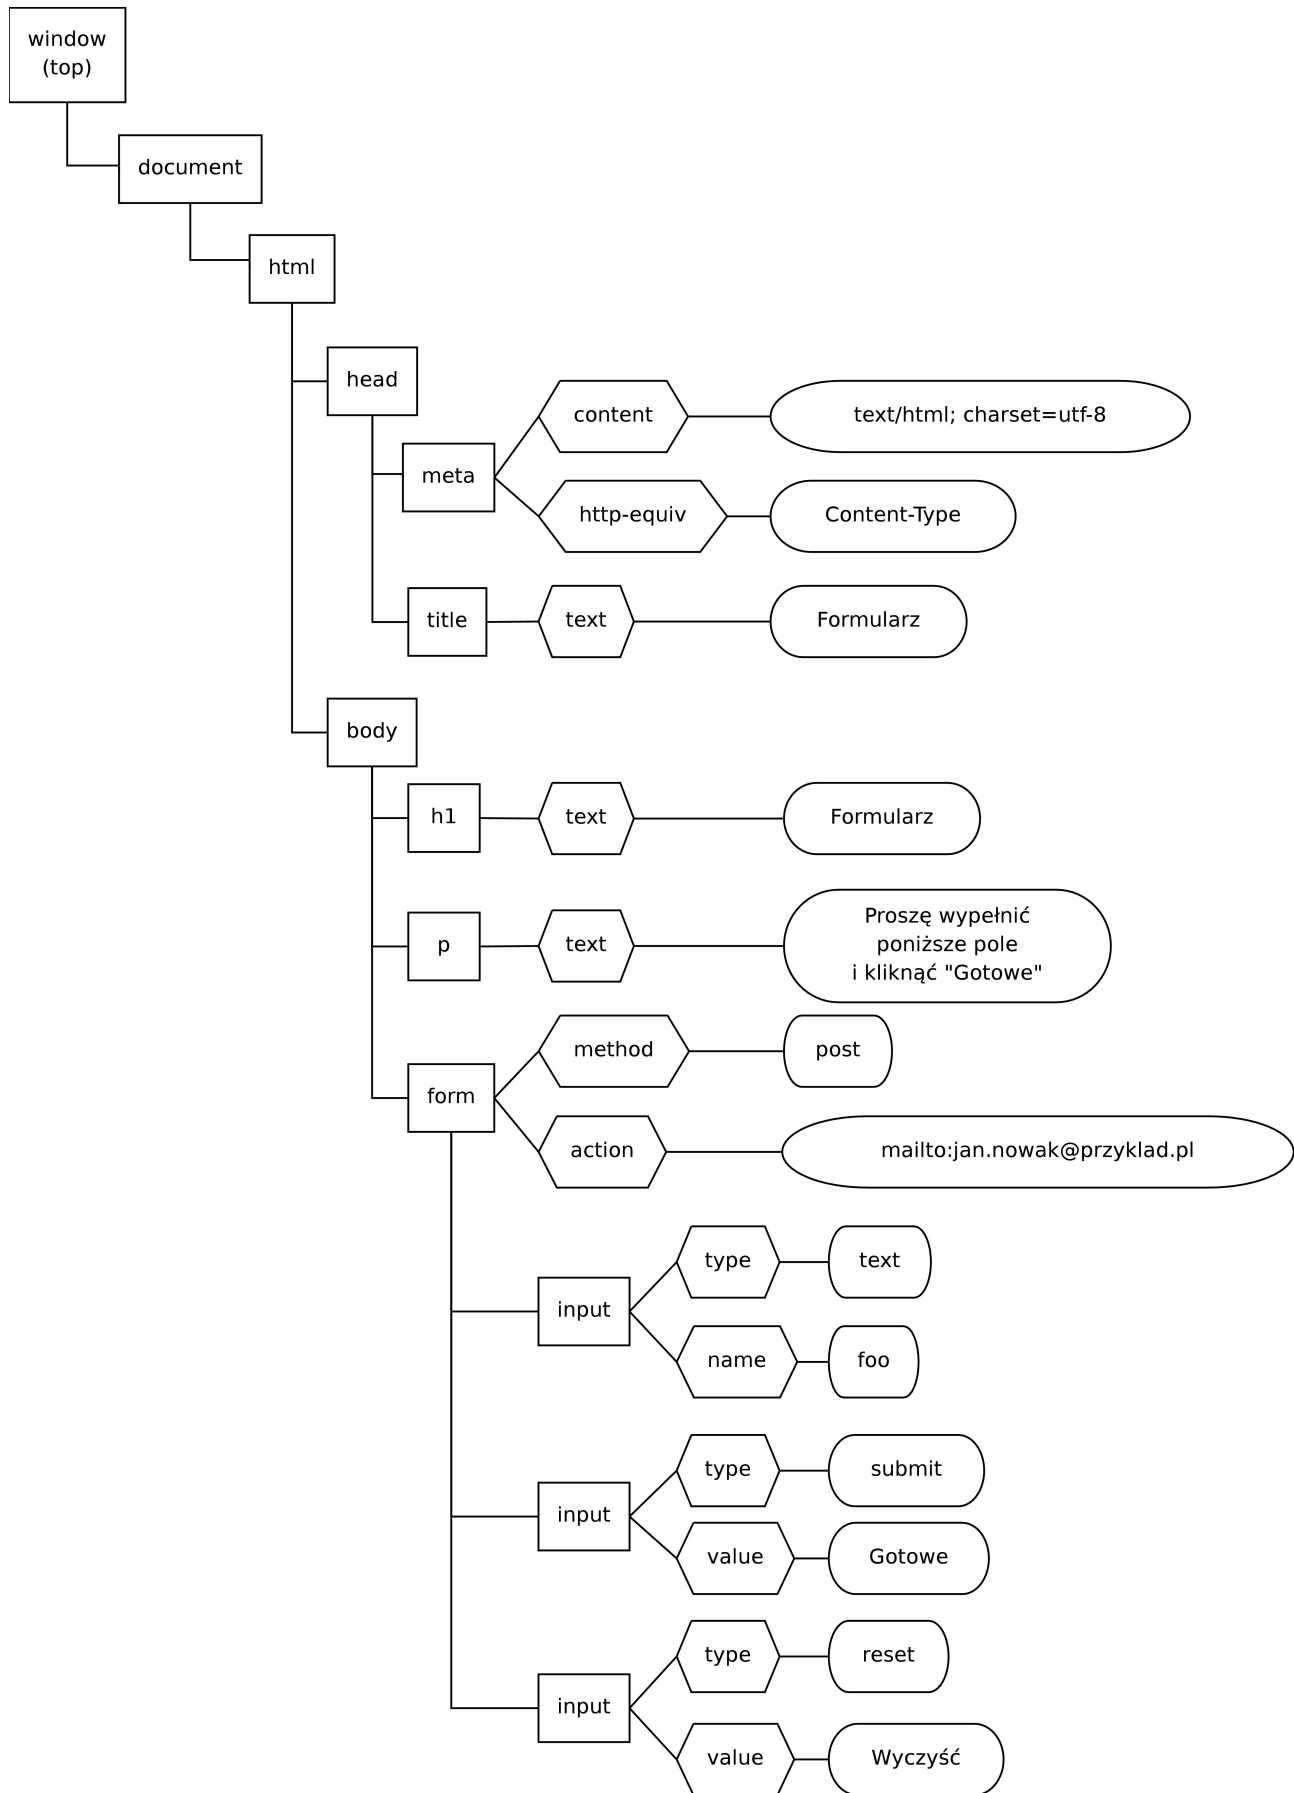 window
(top)
document
html
head
content
text/html; charset=utf-8
meta
http-equiv
Content-Type
title
text
Formularz
body
h1
text
Formularz
p
text
Proszę wypełnić
poniższe pole
i kliknąć "Gotowe"
method
post
form
action
mailto:jan.nowak@przyklad.pl
type
text
input
name
foo
type
submit
input
value
Gotowe
type
reset
input
value
Wyczyść